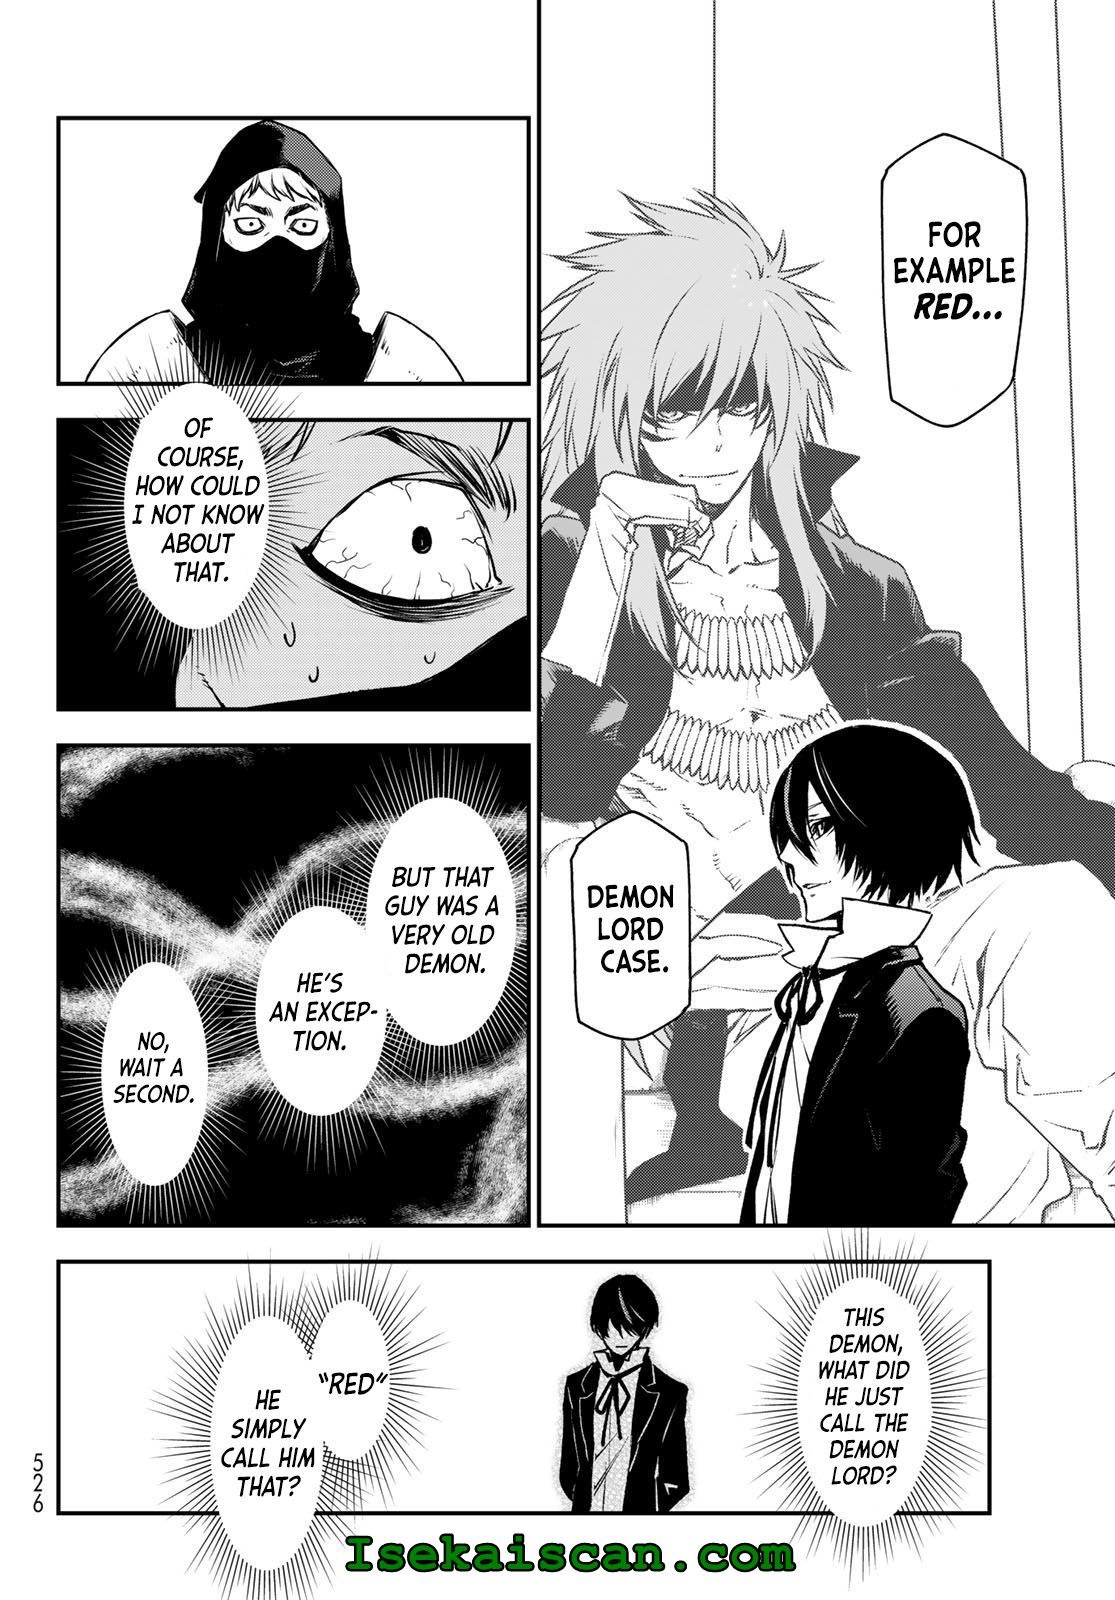 FOR
EXAMPLE
RED...
DEMON
LORD
CASE.
OF
COURSE,
HOW COULD
I NOT KNOW
ABOUT
THAT.
BUT THAT
GUY WAS A
VERY OLD
DEMON.
HE'S
AN EXCEP-
TION.
NO,
WAIT A
SECOND.
THIS
DEMON,
WHAT DID
HE JUST
CALL THE
DEMON
LORD?
"RED"
HE
SIMPLY
CALL HIM
THAT?
526
Isekaiscan.com